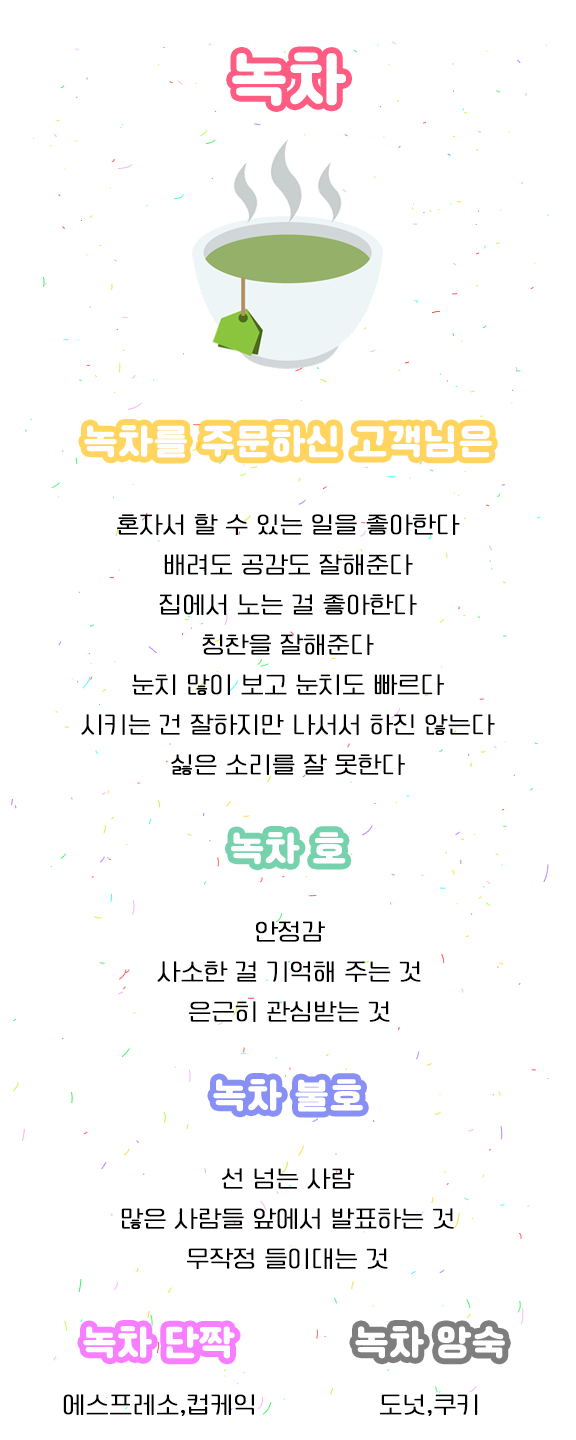 녹차
녹차를 주문하신 고객님은
혼자서 할 수 있는 일을 좋아한다
배려도 공감도 잘해준다
집에서 노는 걸 좋아한다
칭찬을 잘해준다
눈치 많이 보고 눈치도 빠르다
시키는 건 잘하지만 나서서 하진 않는다
싫은 소리를 잘 못한다
녹차 호
안정감
사소한 걸 기억해 주는 것
은근히 관심받는 것
녹차 불호
선 넘는 사람
많은 사람들 앞에서 발표하는 것
무작정 들이대는 것
녹차 단짝
에스프레소,컵케익
녹차 앙숙
도넛,쿠키